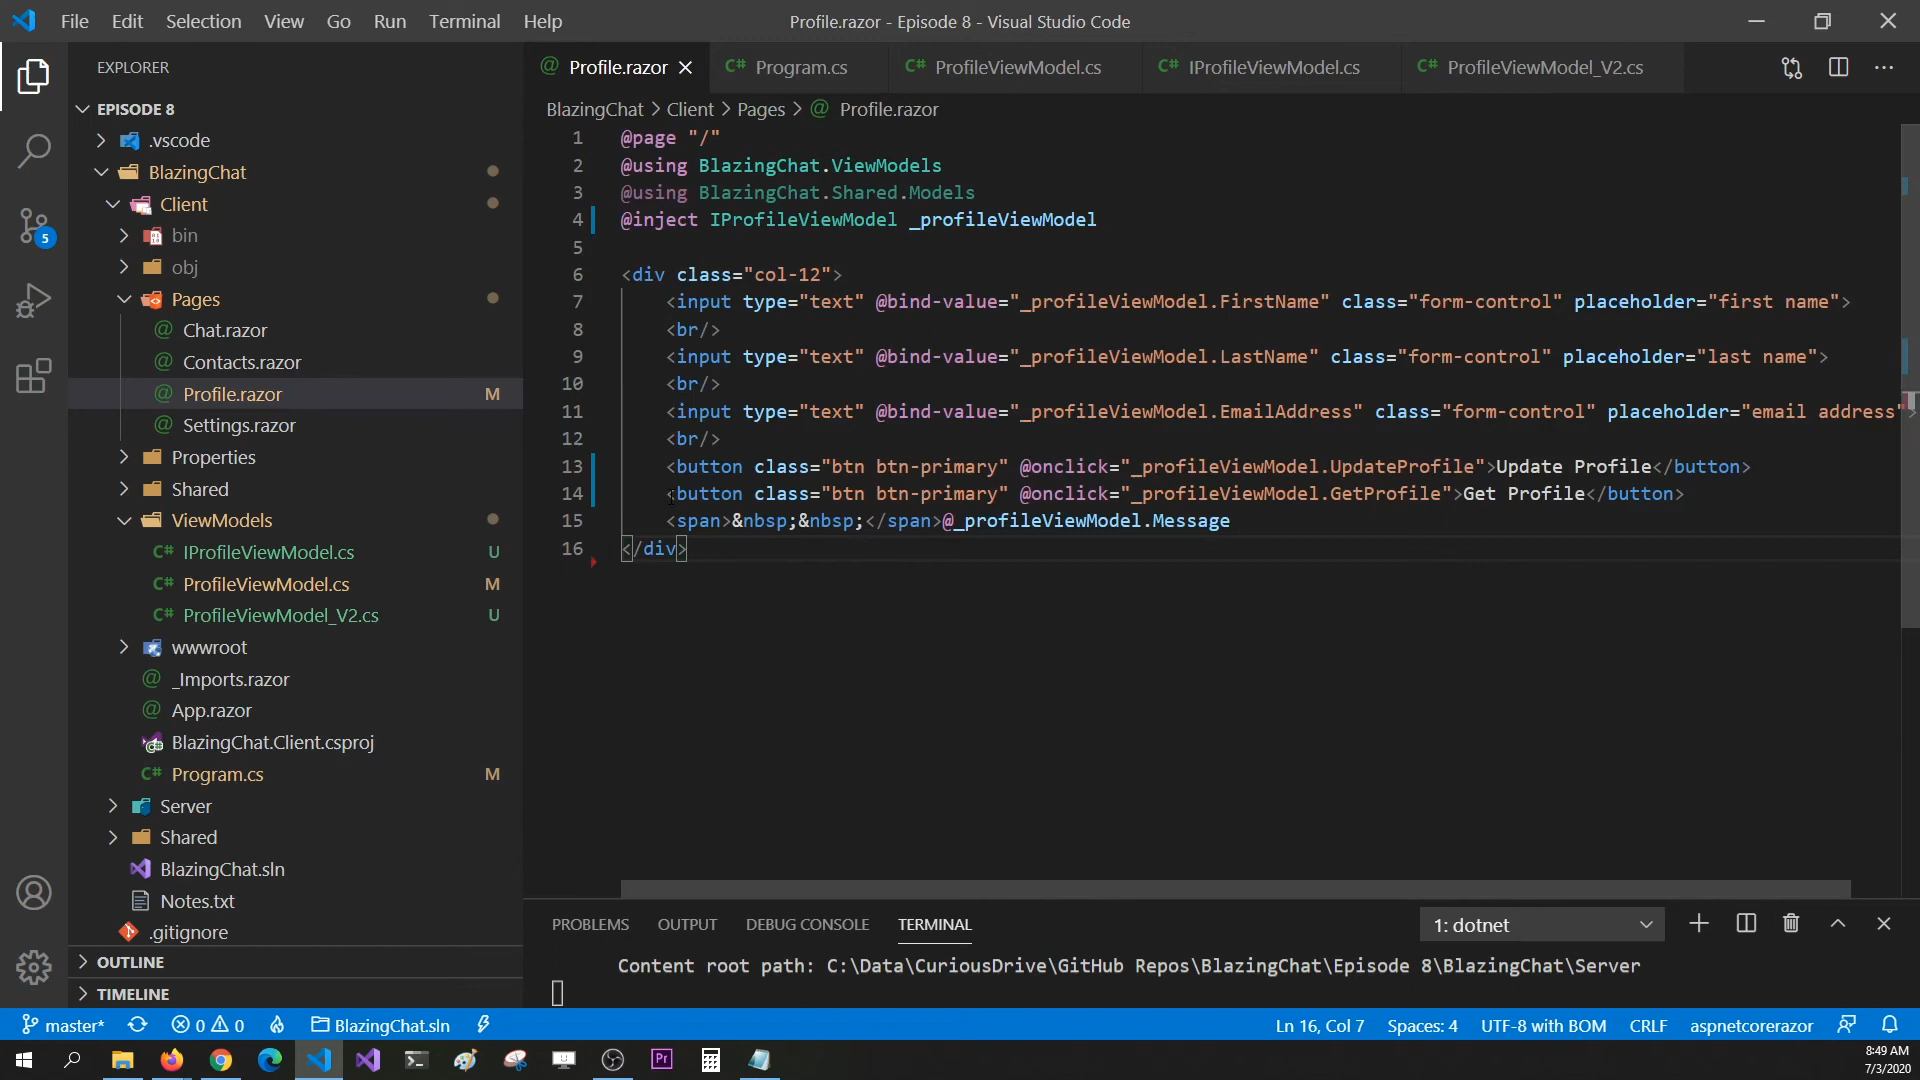 File Edit Selection View Go Run Terminal Help
Profile.razor - Episode 8 - Visual Studio Code
EXPLORER
EPISODE 8
.vscode
BlazingChat
Client
bin
obj
Pages
Chat.razor
Contacts.razor
Profile.razor M
Settings.razor
Properties
Shared
ViewModels
C# IProfileViewModel.cs U
C# ProfileViewModel.cs M
C# ProfileViewModel_V2.cs U
wwwroot
_Imports.razor
App.razor
BlazingChat.Client.csproj
C# Program.cs M
Server
Shared
BlazingChat.sln
Notes.txt
.gitignore
OUTLINE
TIMELINE
5
@ Profile.razor C# Program.cs C# ProfileViewModel.cs C# IProfileViewModel.cs C# ProfileViewModel_V2.cs
BlazingChat > Client > Pages > @ Profile.razor
1 @page "/"
2 @using BlazingChat.ViewModels
3 @using BlazingChat.Shared.Models
4 @inject IProfileViewModel _profileViewModel
5
6 <div class="col-12">
7 <input type="text" @bind-value="_profileViewModel.FirstName" class="form-control" placeholder="first name">
8 <br/>
9 <input type="text" @bind-value="_profileViewModel.LastName" class="form-control" placeholder="last name">
10 <br/>
11 <input type="text" @bind-value="_profileViewModel.EmailAddress" class="form-control" placeholder="email address">
12 <br/>
13 <button class="btn btn-primary" @onclick="_profileViewModel.UpdateProfile">Update Profile</button>
14 <button class="btn btn-primary" @onclick="_profileViewModel.GetProfile">Get Profile</button>
15 <span>&nbsp;&nbsp;</span>@_profileViewModel.Message
16 </div>
PROBLEMS OUTPUT DEBUG CONSOLE TERMINAL 1: dotnet
Content root path: C:\Data\CuriousDrive\GitHub Repos\BlazingChat\Episode 8\BlazingChat\Server
master* 0 0 BlazingChat.sln Ln 16, Col 7 Spaces: 4 UTF-8 with BOM CRLF aspnetcorerazor
Pr
8:49 AM
7/3/2020